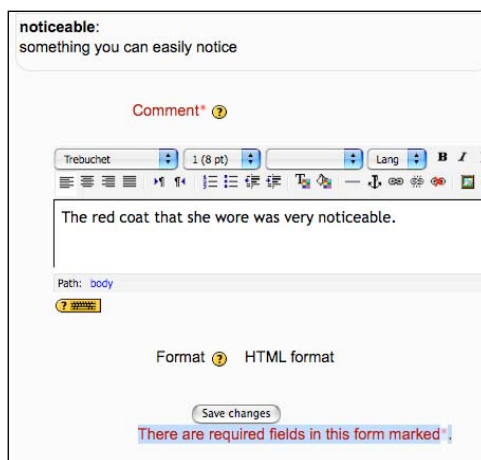 noticeable:
something you can easily notice
Comment* ?
Trebuchet 1 (8 pt) Lang B I
The red coat that she wore was very noticeable.
Path: body
?
Format ? HTML format
Save changes
There are required fields in this form marked*.